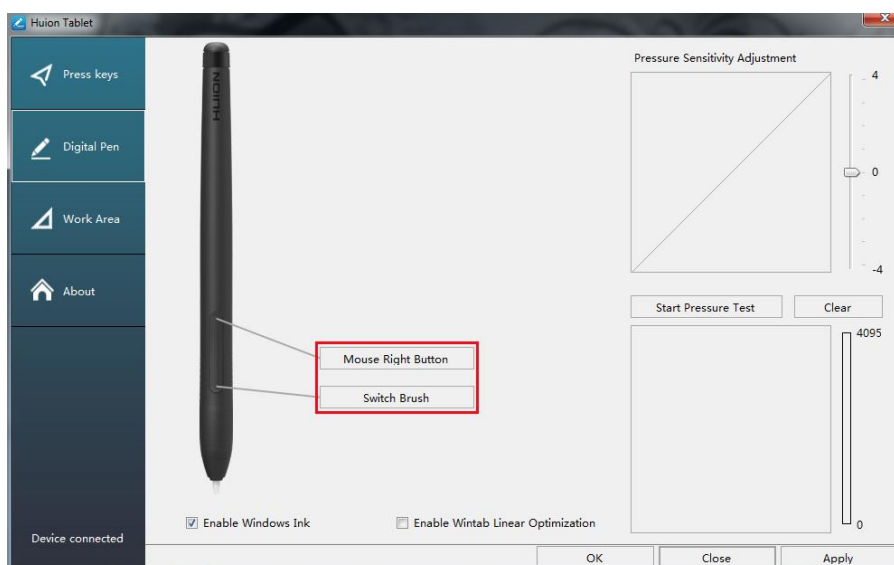 Huion Tablet
Press keys
Digital Pen
Work Area
About
Device connected
HUION
Mouse Right Button
Switch Brush
Enable Windows Ink
Enable Wintab Linear Optimization
Pressure Sensitivity Adjustment
4
0
-4
Start Pressure Test
Clear
4095
0
OK
Close
Apply